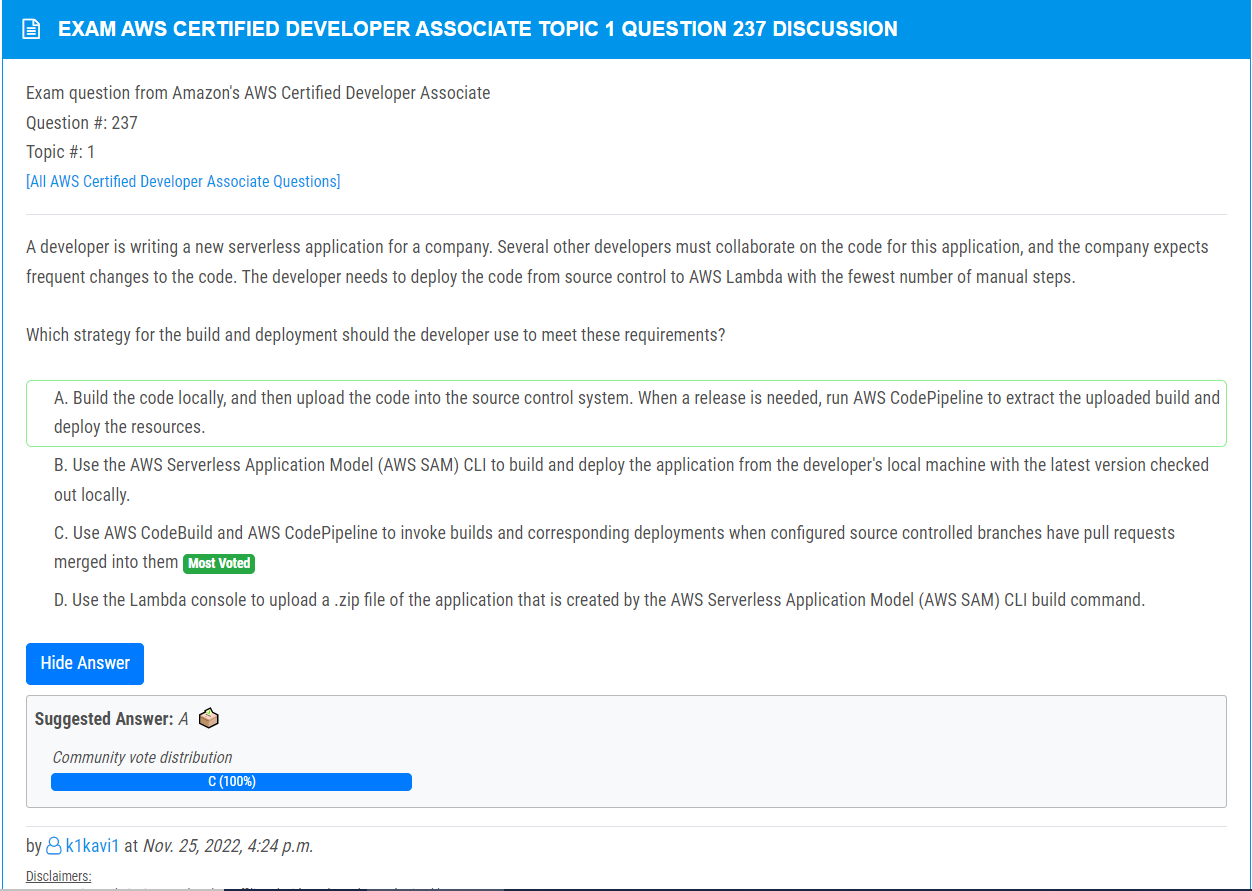 EXAM AWS CERTIFIED DEVELOPER ASSOCIATE TOPIC 1 QUESTION 237 DISCUSSION
Exam question from Amazon's AWS Certified Developer Associate
Question #: 237
Topic #: 1
[All AWS Certified Developer Associate Questions]
A developer is writing a new serverless application for a company. Several other developers must collaborate on the code for this application, and the company expects
frequent changes to the code. The developer needs to deploy the code from source control to AWS Lambda with the fewest number of manual steps.
Which strategy for the build and deployment should the developer use to meet these requirements?
A. Build the code locally, and then upload the code into the source control system. When a release is needed, run AWS CodePipeline to extract the uploaded build and
deploy the resources.
B. Use the AWS Serverless Application Model (AWS SAM) CLI to build and deploy the application from the developer's local machine with the latest version checked
out locally.
C. Use AWS CodeBuild and AWS CodePipeline to invoke builds and corresponding deployments when configured source controlled branches have pull requests
merged into them Most Voted
D. Use the Lambda console to upload a .zip file of the application that is created by the AWS Serverless Application Model (AWS SAM) CLI build command.
Hide Answer
Suggested Answer: A
Community vote distribution
C (100%)
by k1kavi1 at Nov. 25, 2022, 4:24 p.m.
Disclaimers: